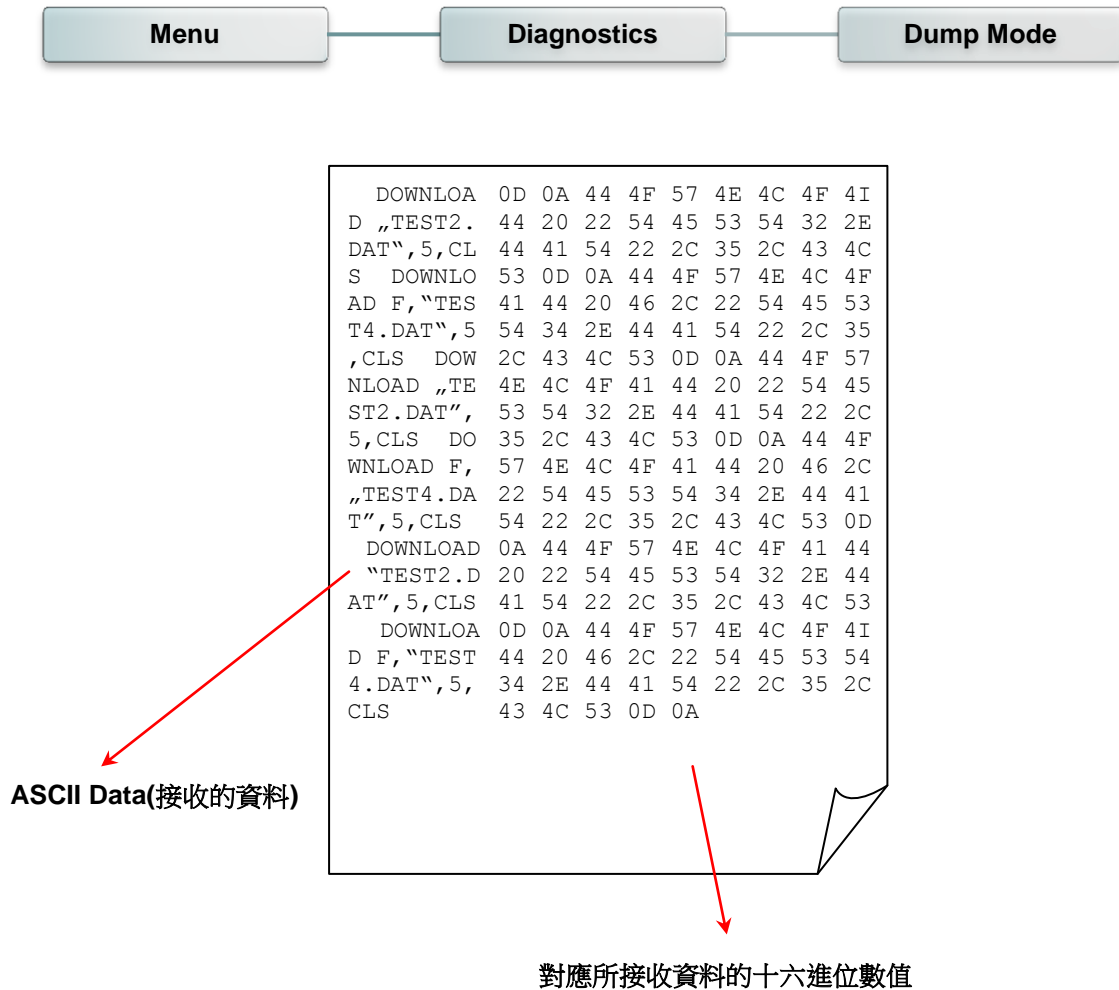 Menu Diagnostics Dump Mode
DOWNLOA 0D 0A 44 4F 57 4E 4C 4F 4I
D „TEST2. 44 20 22 54 45 53 54 32 2E
DAT‟,5,CL 44 41 54 22 2C 35 2C 43 4C
S DOWNLO 53 0D 0A 44 4F 57 4E 4C 4F
AD F,“TES 41 44 20 46 2C 22 54 45 53
T4.DAT‟,5 54 34 2E 44 41 54 22 2C 35
,CLS DOW 2C 43 4C 53 0D 0A 44 4F 57
NLOAD „TE 4E 4C 4F 41 44 20 22 54 45
ST2.DAT”, 53 54 32 2E 44 41 54 22 2C
5,CLS DO 35 2C 43 4C 53 0D 0A 44 4F
WNLOAD F, 57 4E 4C 4F 41 44 20 46 2C
„TEST4.DA 22 54 45 53 54 34 2E 44 41
T”,5,CLS 54 22 2C 35 2C 43 4C 53 0D
DOWNLOAD 0A 44 4F 57 4E 4C 4F 41 44
“TEST2.D 20 22 54 45 53 54 32 2E 44
AT”,5,CLS 41 54 22 2C 35 2C 43 4C 53
DOWNLOA 0D 0A 44 4F 57 4E 4C 4F 4I
D F,“TEST 44 20 46 2C 22 54 45 53 54
4.DAT‟,5, 34 2E 44 41 54 22 2C 35 2C
CLS 43 4C 53 0D 0A
ASCII Data(接收的資料)
對應所接收資料的十六進位數值